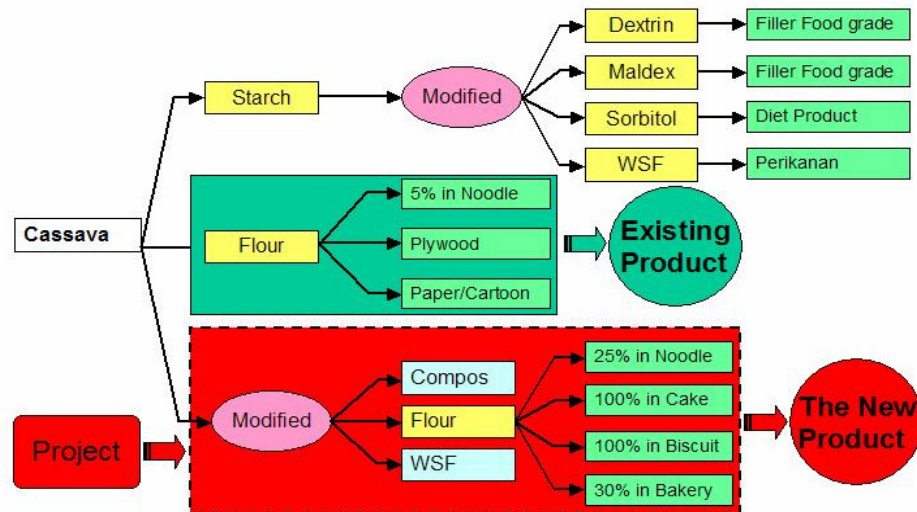 Dextrin
Filler Food grade
Maldex
Filler Food grade
Starch
Modified
Sorbitol
Diet Product
WSF
Perikanan
Cassava
Flour
5% in Noodle
Plywood
Paper/Cartoon
Existing
Product
Project
Modified
Compos
Flour
WSF
25% in Noodle
100% in Cake
100% in Biscuit
30% in Bakery
The New
Product